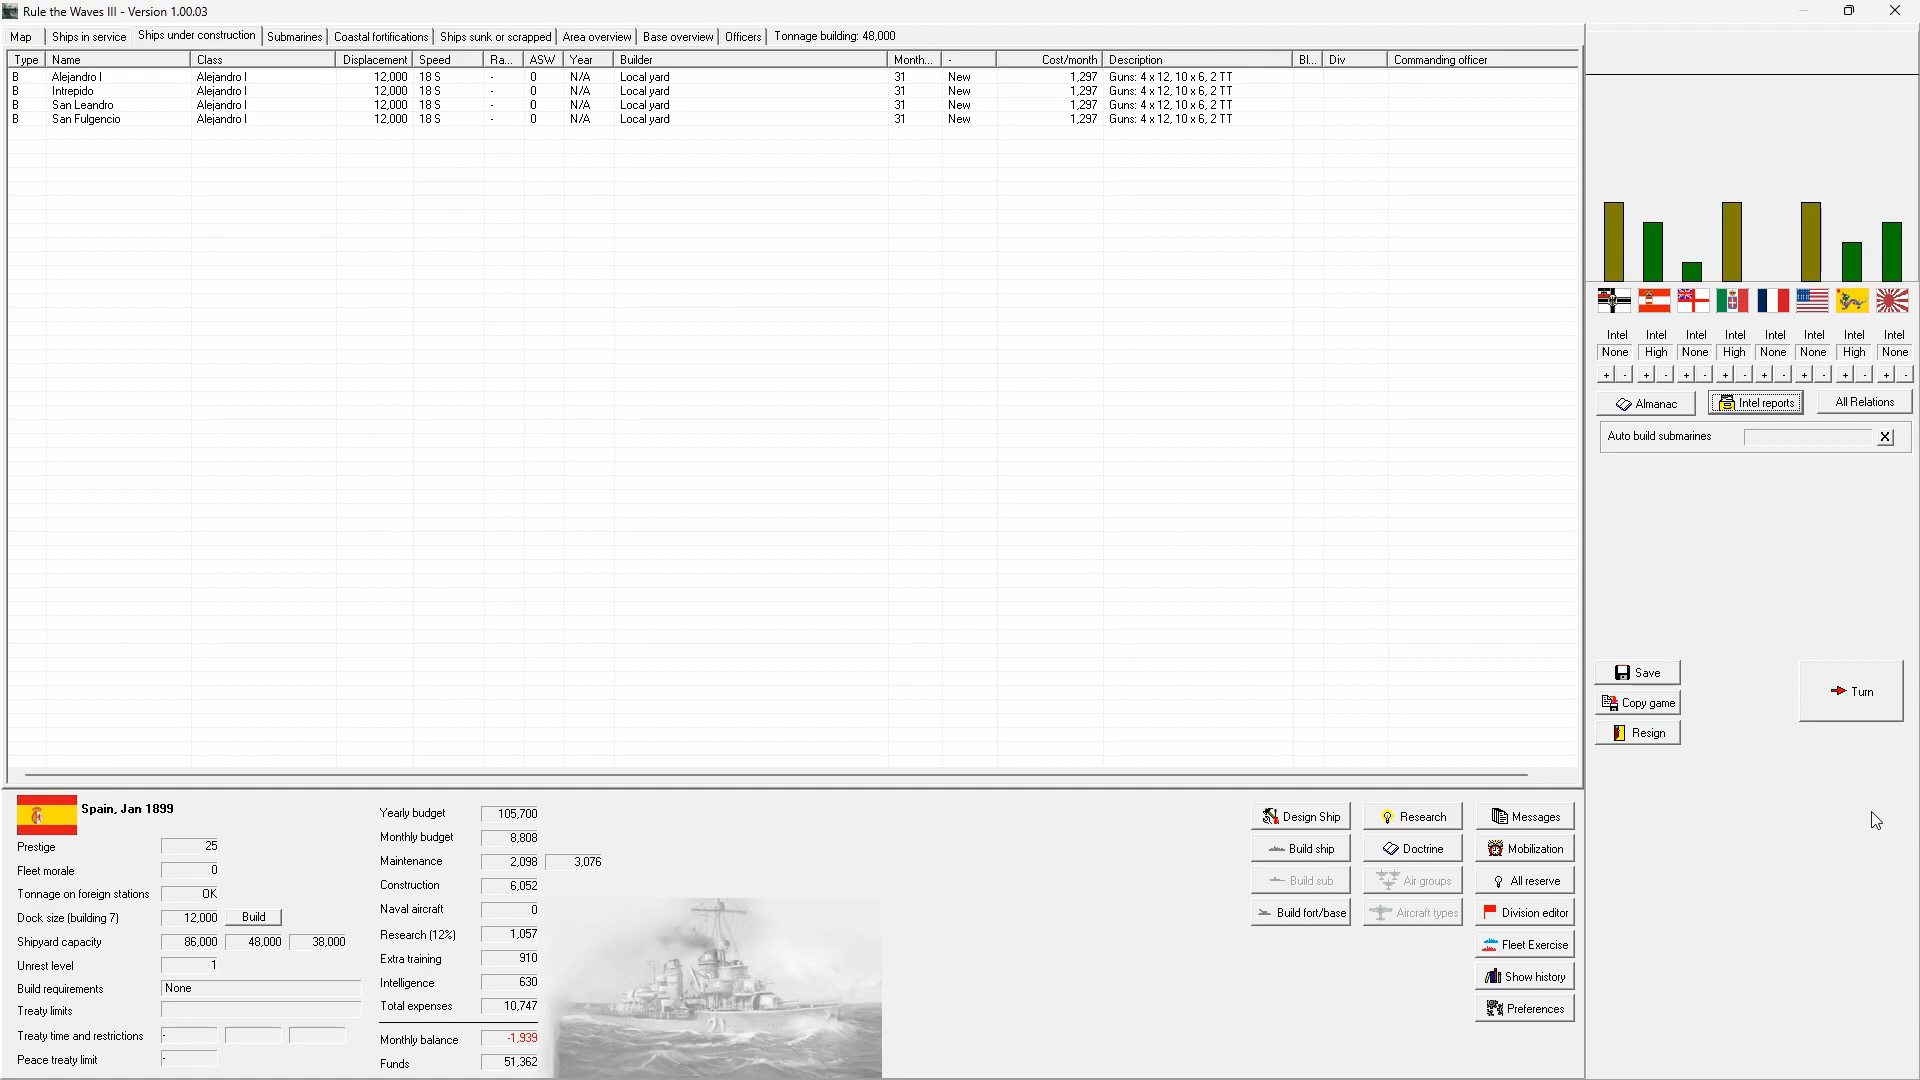 Rule the Waves III - Version 1.00.03
Map Ships in service Ships under construction Submarines Coastal fortifications Ships sunk or scrapped Area overview Base overview Officers Tonnage building: 48,000
Type Name Class Displacement Speed Ra... ASW Year Builder Month... - Cost/month Description Bl... Div Commanding officer
B Alejandro I Alejandro I 12,000 18 S - 0 N/A Local yard 31 New 1,297 Guns: 4 x 12, 10 x 6, 2 TT
B Intrepido Alejandro I 12,000 18 S - 0 N/A Local yard 31 New 1,297 Guns: 4 x 12, 10 x 6, 2 TT
B San Leandro Alejandro I 12,000 18 S - 0 N/A Local yard 31 New 1,297 Guns: 4 x 12, 10 x 6, 2 TT
B San Fulgencio Alejandro I 12,000 18 S - 0 N/A Local yard 31 New 1,297 Guns: 4 x 12, 10 x 6, 2 TT
Intel Intel Intel Intel Intel Intel Intel Intel
None High None High None None High None
+ - + - + - + - + - + - + - + -
Almanac Intel reports All Relations
Auto build submarines X
Save
Copy game
Resign
Turn
Spain, Jan 1899
Prestige 25
Fleet morale 0
Tonnage on foreign stations OK
Dock size (building 7) 12,000 Build
Shipyard capacity 86,000 48,000 38,000
Unrest level 1
Build requirements None
Treaty limits
Treaty time and restrictions -
Peace treaty limit -
Yearly budget 105,700
Monthly budget 8,808
Maintenance 2,098 3,076
Construction 6,052
Naval aircraft 0
Research (12%) 1,057
Extra training 910
Intelligence 630
Total expenses 10,747
Monthly balance -1,939
Funds 51,362
Design Ship Research Messages
Build ship Doctrine Mobilization
Build sub Air groups All reserve
Build fort/base Aircraft types Division editor
Fleet Exercise
Show history
Preferences